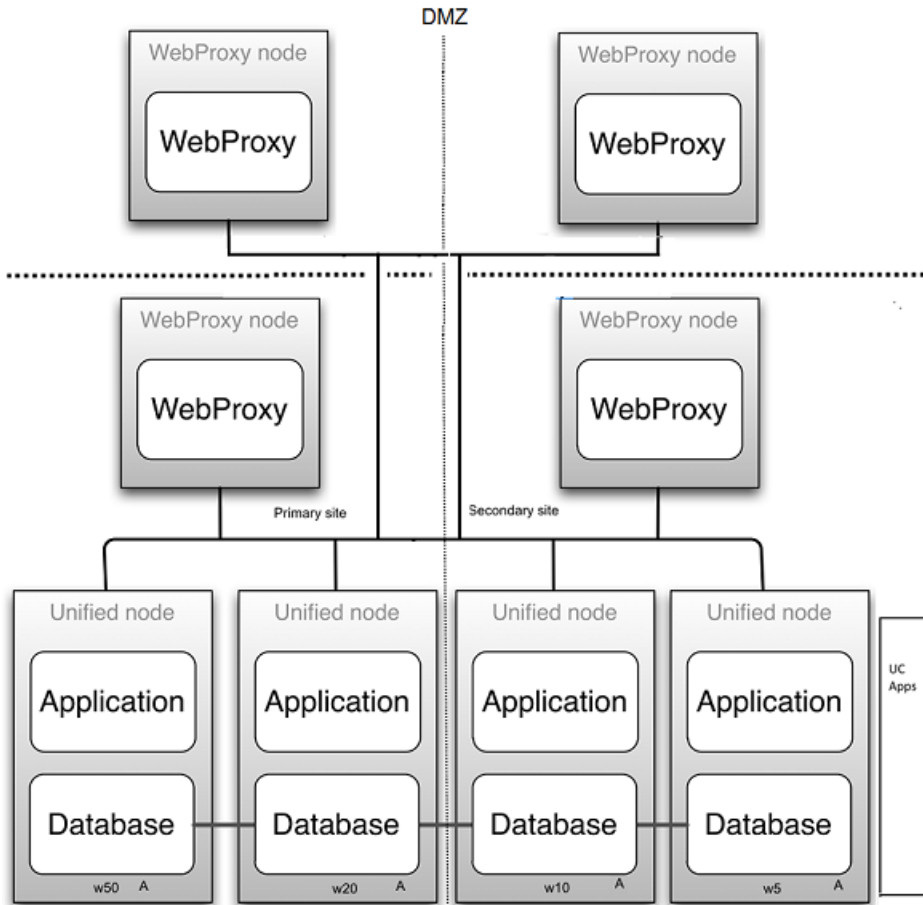 DMZ
WebProxy node
WebProxy node
WebProxy
WebProxy
WebProxy node
WebProxy node
WebProxy
WebProxy
Primary site
Secondary site
Unified node
Unified node
Unified node
Unified node
Application
Application
Application
Application
UC
Apps
Database
Database
Database
Database
w50 A
w20 A
w10 A
w5 A